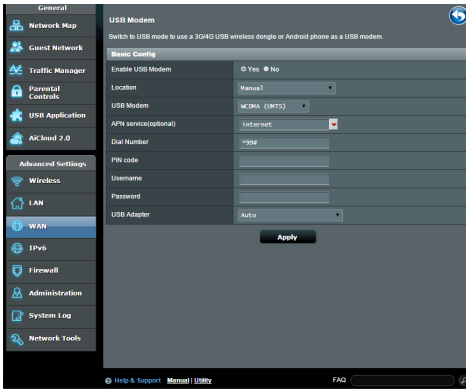 General
Network Map
Guest Network
Traffic Manager
Parental
Controls
USB Application
AiCloud 2.0
Advanced Settings
Wireless
LAN
WAN
IPv6
Firewall
Administration
System Log
Network Tools
USB Modem
Switch to USB mode to use a 3G/4G USB wireless dongle or Android phone as a USB modem.
Basic Config
Enable USB Modem Yes No
Location Manual
USB Modem WCDMA (UMTS)
APN service(optional) internet
Dial Number *99#
PIN code
Username
Password
USB Adapter Auto
Apply
Help & Support Manual | Utility FAQ